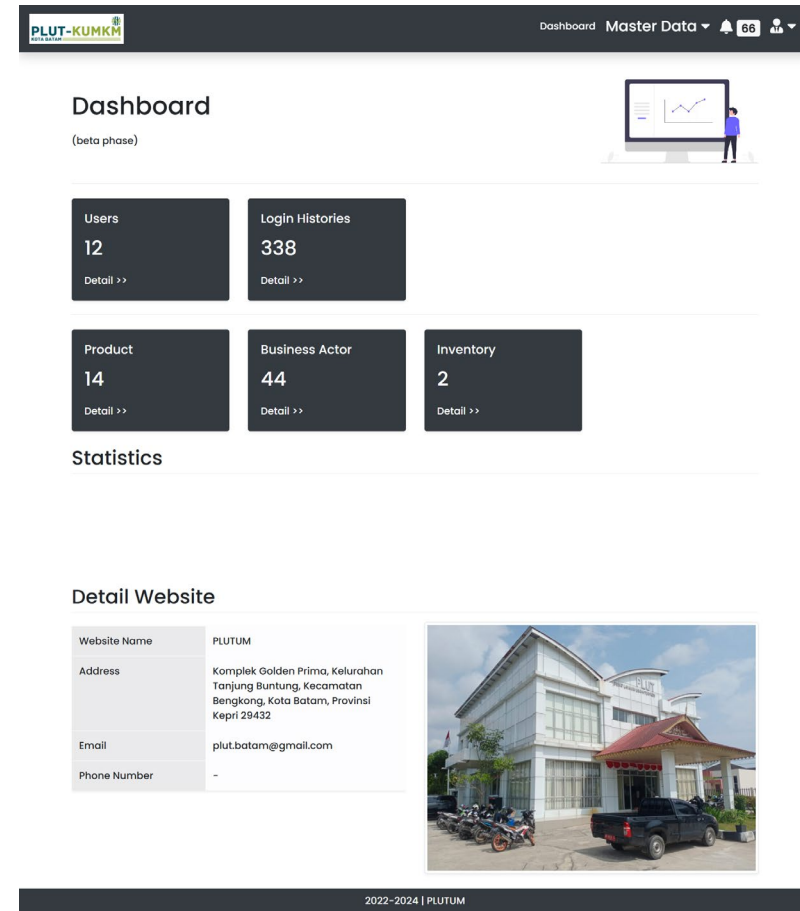 PLUT-KUMKM
KOTA BATAM
Dashboard Master Data 66
Dashboard
(beta phase)
Users
12
Detail >>
Login Histories
338
Detail >>
Product
14
Detail >>
Business Actor
44
Detail >>
Inventory
2
Detail >>
Statistics
Detail Website
Website Name PLUTUM
Address Komplek Golden Prima, Kelurahan
Tanjung Buntung, Kecamatan
Bengkong, Kota Batam, Provinsi
Kepri 29432
Email plut.batam@gmail.com
Phone Number -
PLUT
2022-2024 | PLUTUM